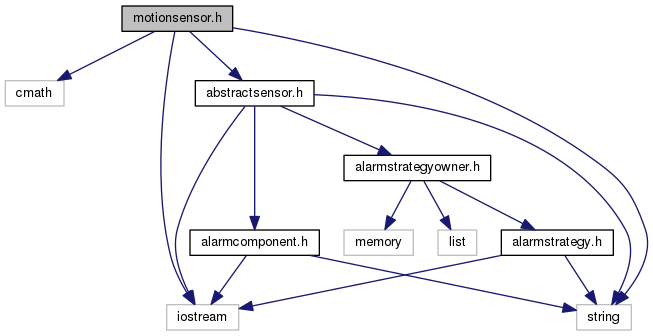 motionsensor.h
cmath
abstractsensor.h
alarmstrategyowner.h
alarmcomponent.h
memory
list
alarmstrategy.h
iostream
string